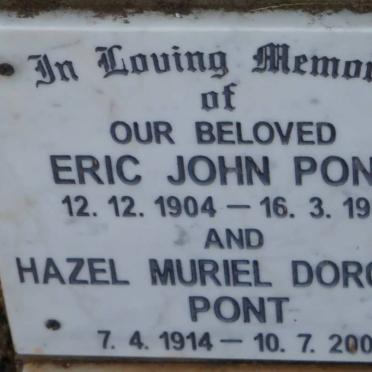 In Loving Memo
of
OUR BELOVED
ERIC JOHN PON
12. 12. 1904 — 16. 3. 19
AND
HAZEL MURIEL DORO
PONT
7. 4. 1914 — 10. 7. 200